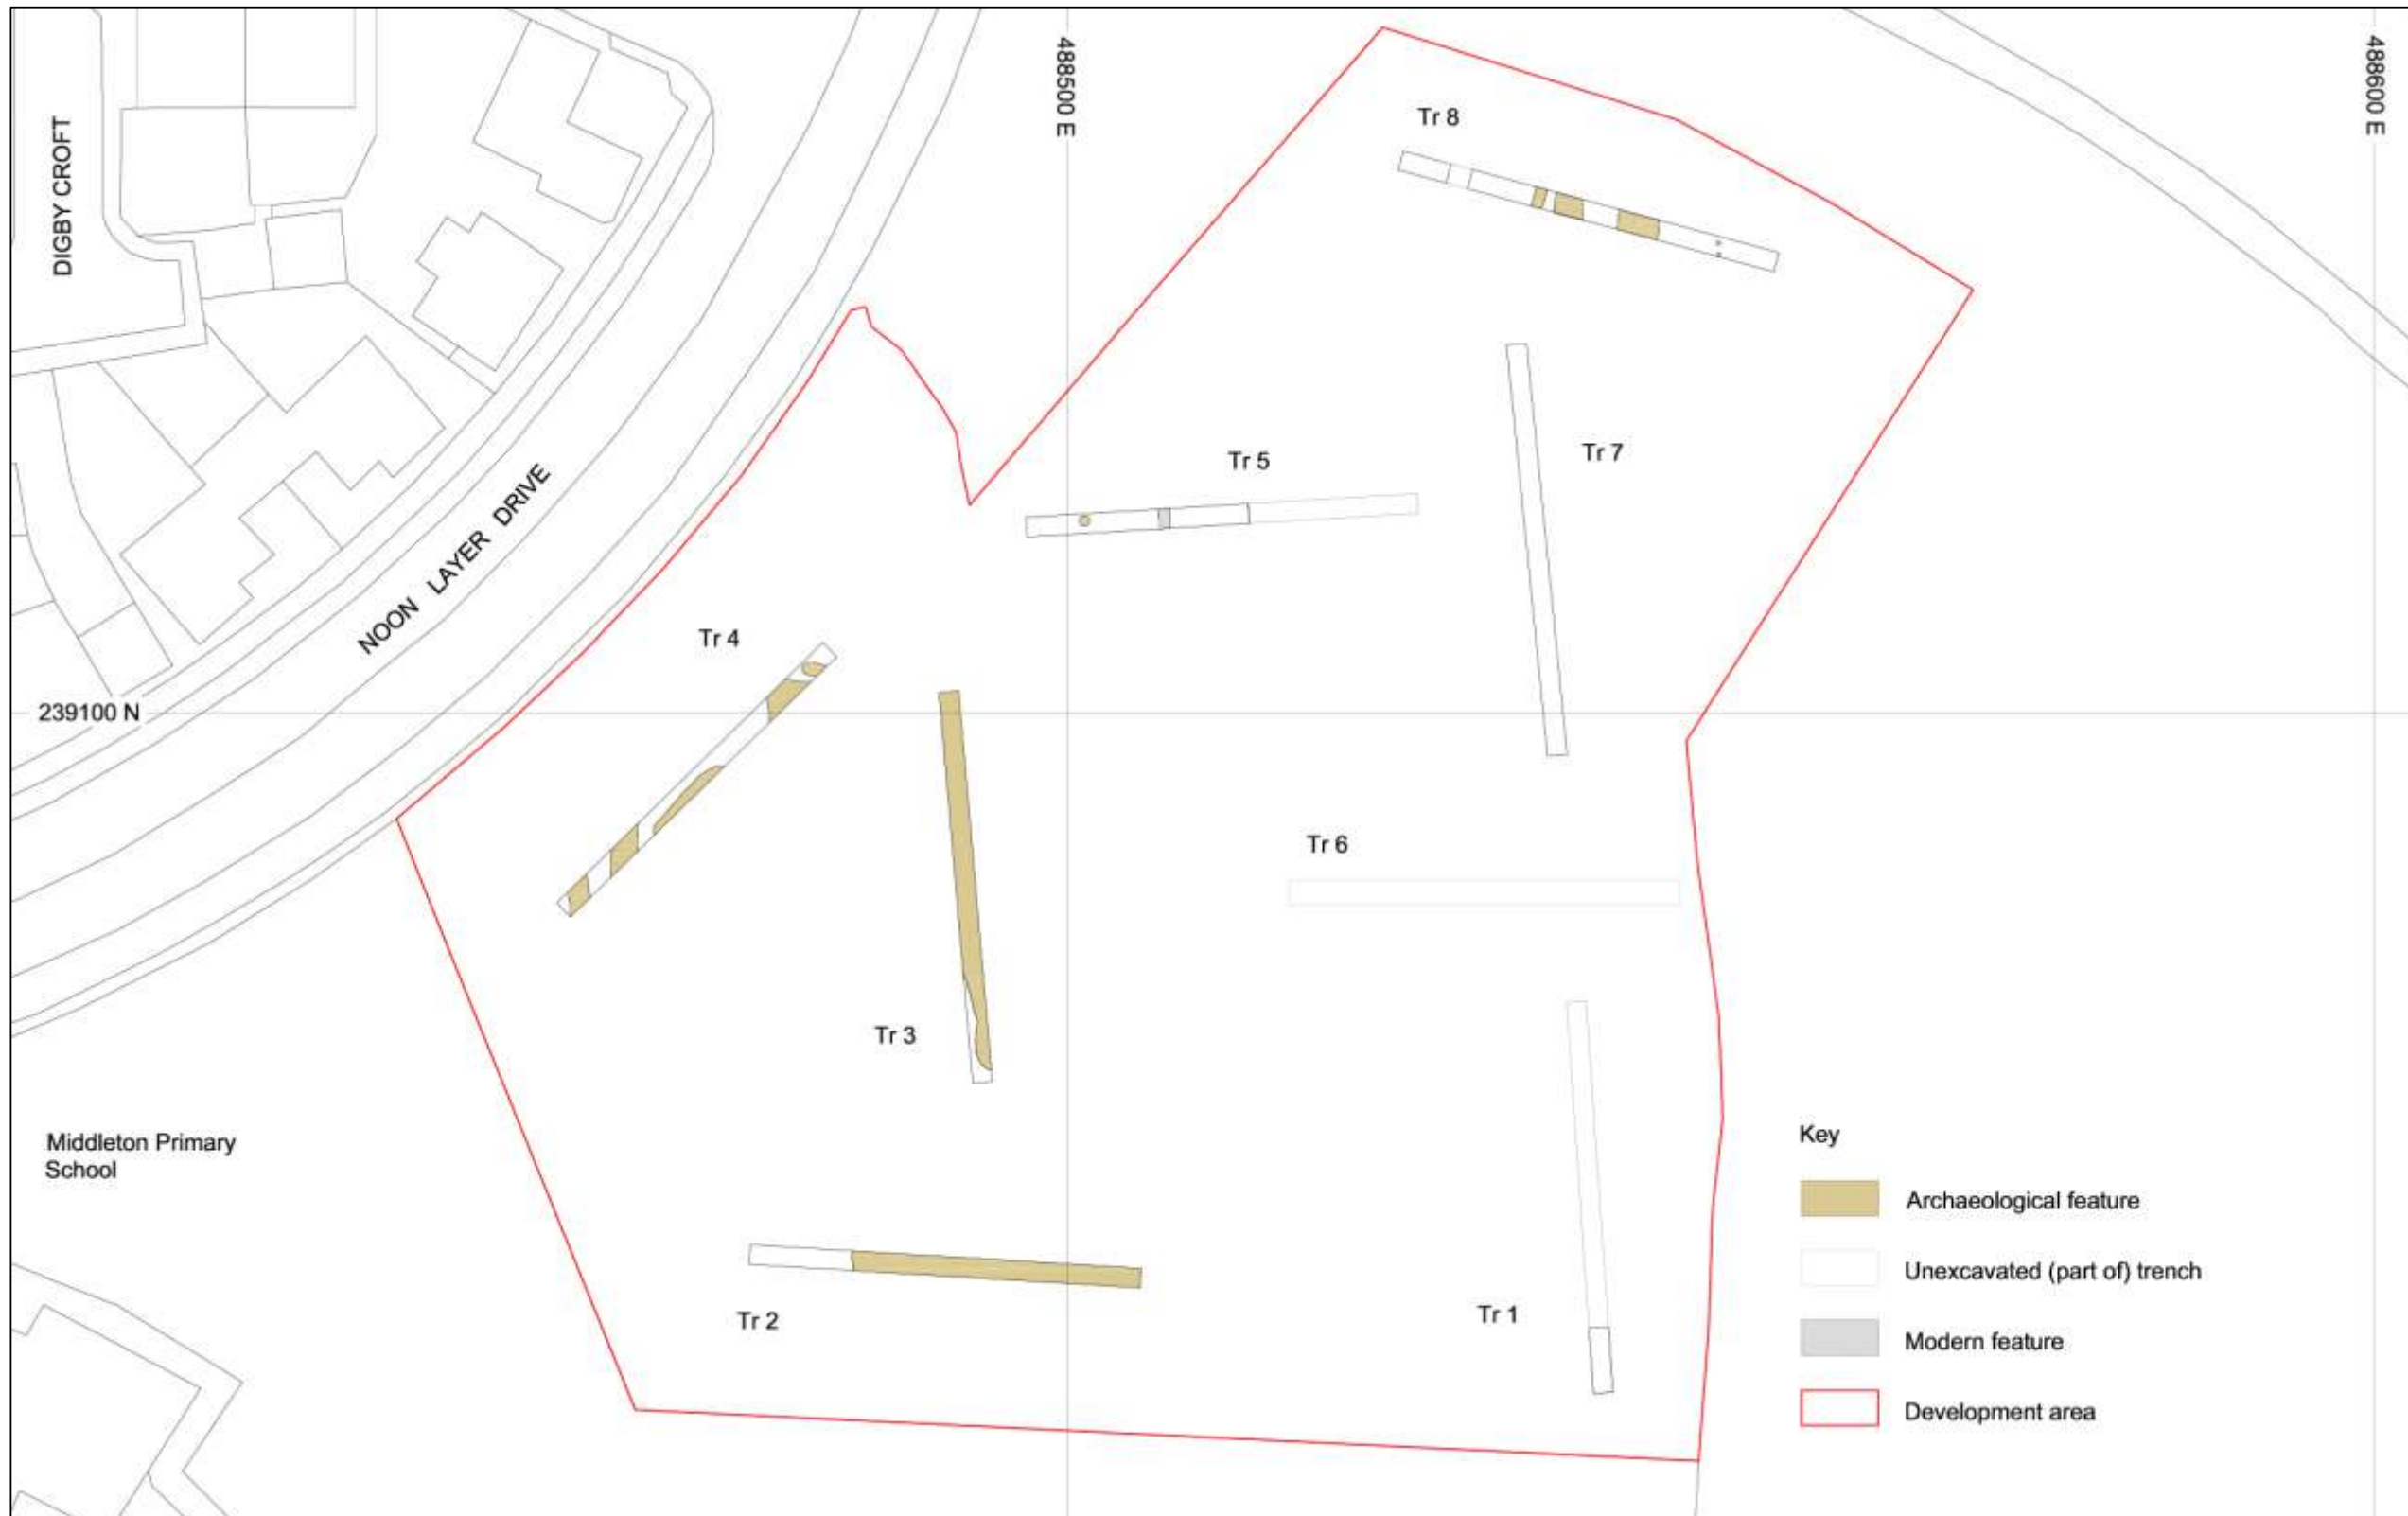 DIGBY CROFT
488500 E
488600 E
Tr 8
Tr 5
Tr 7
NOON LAYER DRIVE
Tr 4
239100 N
Tr 6
Tr 3
Middleton Primary
School
Tr 2
Tr 1
Key
Archaeological feature
Unexcavated (part of) trench
Modern feature
Development area